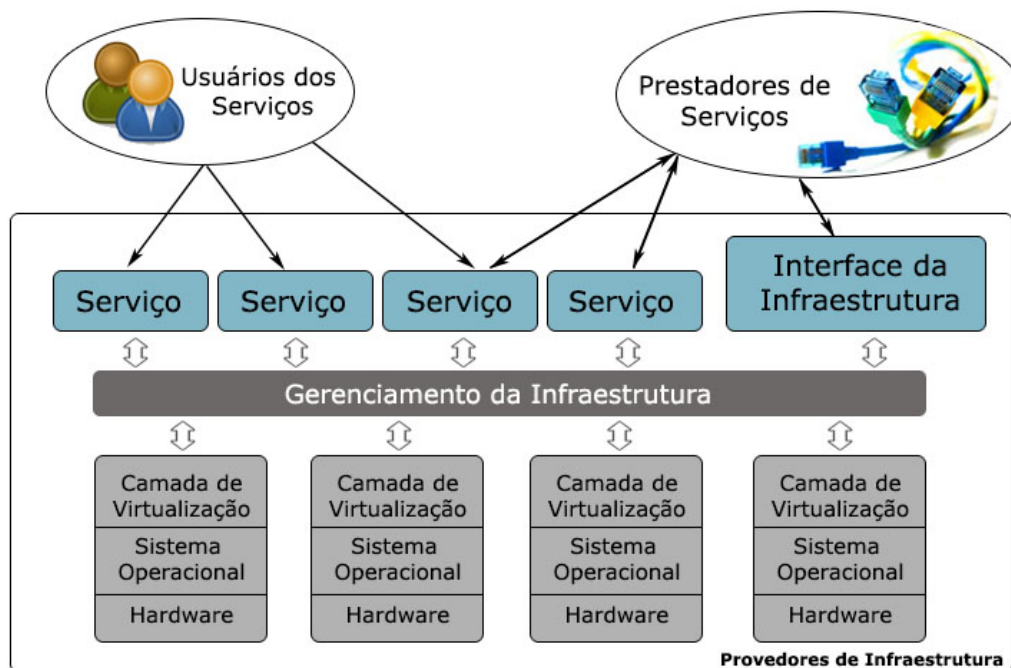 Usuários dos
Serviços
Prestadores de
Serviços
Serviço
Serviço
Serviço
Serviço
Interface da
Infraestrutura
Gerenciamento da Infraestrutura
Camada de
Virtualização
Sistema
Operacional
Hardware
Camada de
Virtualização
Sistema
Operacional
Hardware
Camada de
Virtualização
Sistema
Operacional
Hardware
Camada de
Virtualização
Sistema
Operacional
Hardware
Provedores de Infraestrutura